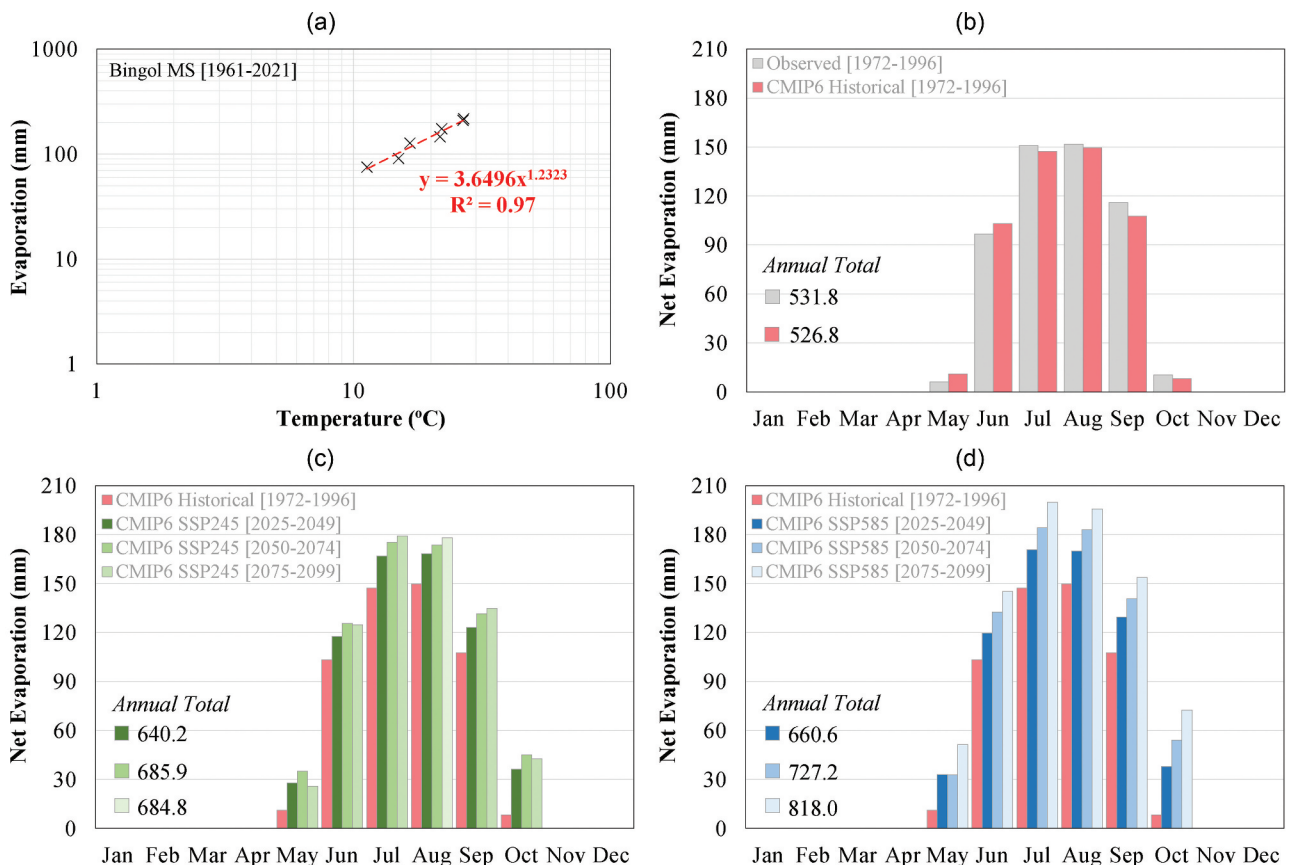 (a)
Bingol MS [1961-2021]
1000
100
10
1
Evaporation (mm)
y = 3.6496x^1.2323
R² = 0.97
1 10 100
Temperature (ºC)
(b)
210
180
150
120
90
60
30
0
Net Evaporation (mm)
Observed [1972-1996]
CMIP6 Historical [1972-1996]
Annual Total
531.8
526.8
Jan Feb Mar Apr May Jun Jul Aug Sep Oct Nov Dec
(c)
210
180
150
120
90
60
30
0
Net Evaporation (mm)
CMIP6 Historical [1972-1996]
CMIP6 SSP245 [2025-2049]
CMIP6 SSP245 [2050-2074]
CMIP6 SSP245 [2075-2099]
Annual Total
640.2
685.9
684.8
Jan Feb Mar Apr May Jun Jul Aug Sep Oct Nov Dec
(d)
210
180
150
120
90
60
30
0
Net Evaporation (mm)
CMIP6 Historical [1972-1996]
CMIP6 SSP585 [2025-2049]
CMIP6 SSP585 [2050-2074]
CMIP6 SSP585 [2075-2099]
Annual Total
660.6
727.2
818.0
Jan Feb Mar Apr May Jun Jul Aug Sep Oct Nov Dec